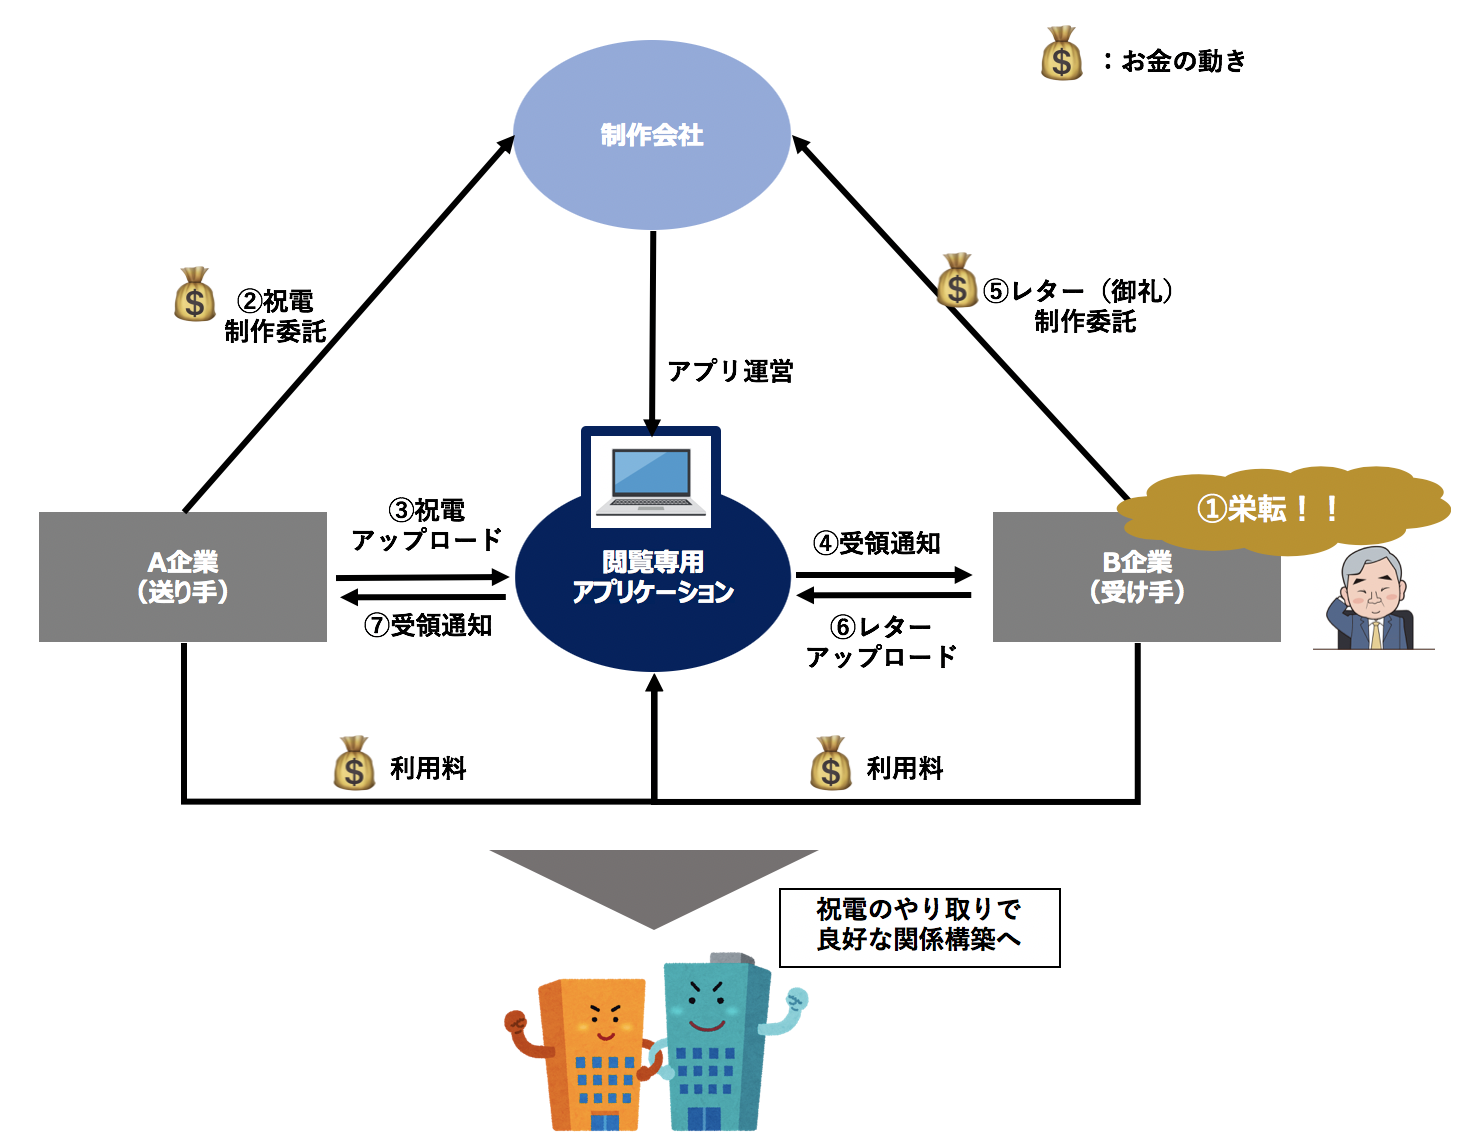 ：お金の動き
制作会社
②祝電
制作委託
⑤レター（御礼）
制作委託
アプリ運営
①栄転！！
③祝電
アップロード
④受領通知
A企業
（送り手）
閲覧専用
アプリケーション
B企業
（受け手）
⑦受領通知
⑥レター
アップロード
利用料
利用料
祝電のやり取りで
良好な関係構築へ